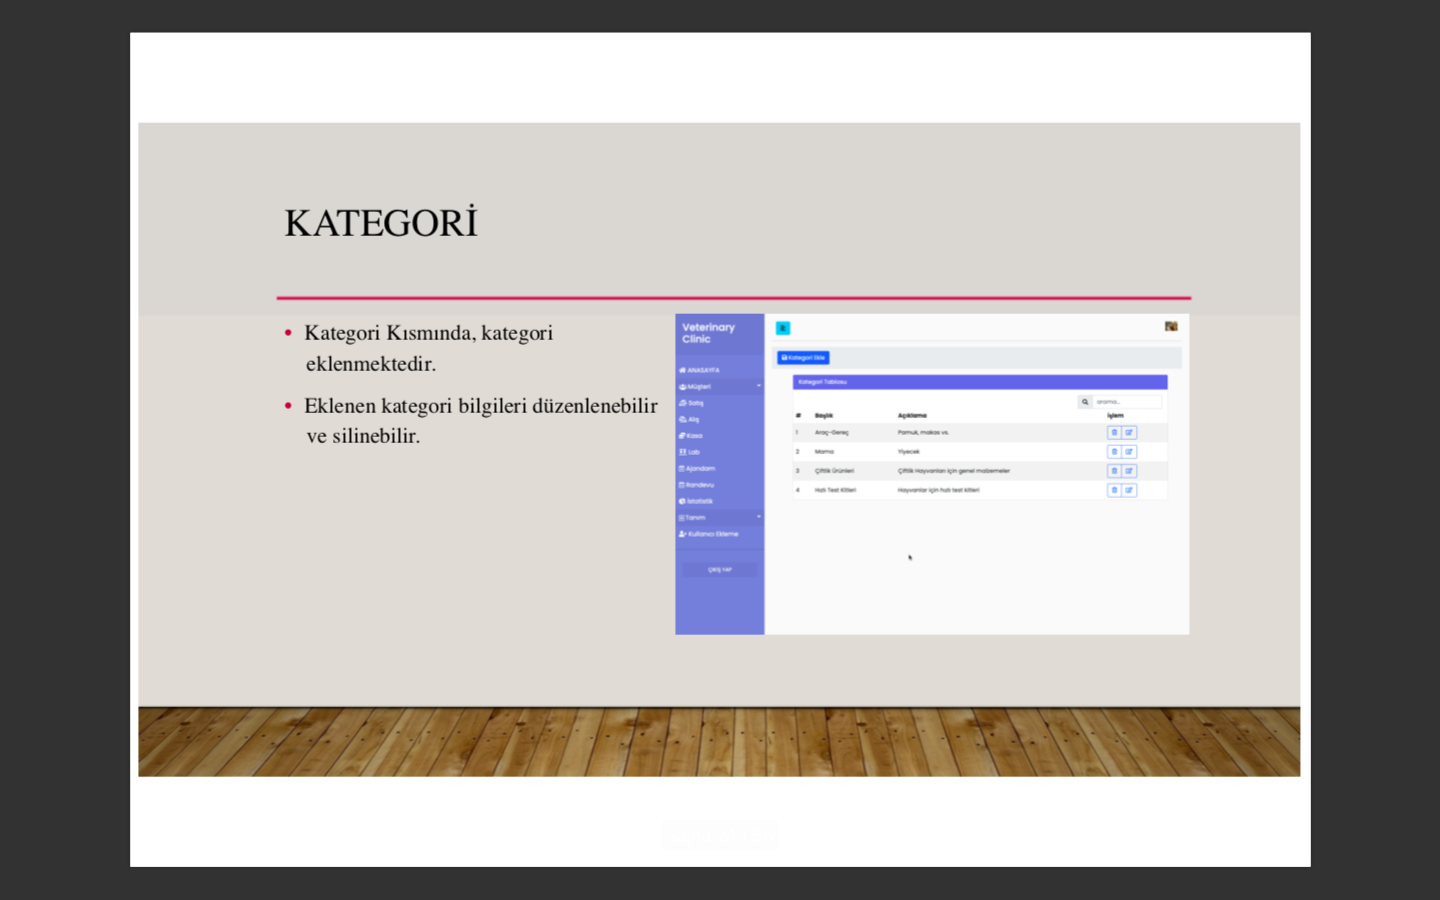 KATEGORİ
• Kategori Kısmında, kategori
eklenmektedir.
• Eklenen kategori bilgileri düzenlenebilir
ve silinebilir.
Veterinary
Clinic
ANASAYFA
Müşteri
Satış
Alış
Kasa
Lab
Ajandam
Randevu
İstatistik
Tanım
Kullanıcı Ekleme
ÇIKIŞ YAP
Kategori Ekle
Kategori Tablosu
arama...
# Başlık Açıklama İşlem
1 Araç-Gereç Pamuk, makas vs.
2 Mama Yiyecek
3 Çiftlik Ürünleri Çiftlik Hayvanları için genel malzemeler
4 Hızlı Test Kitleri Hayvanlar için hızlı test kitleri